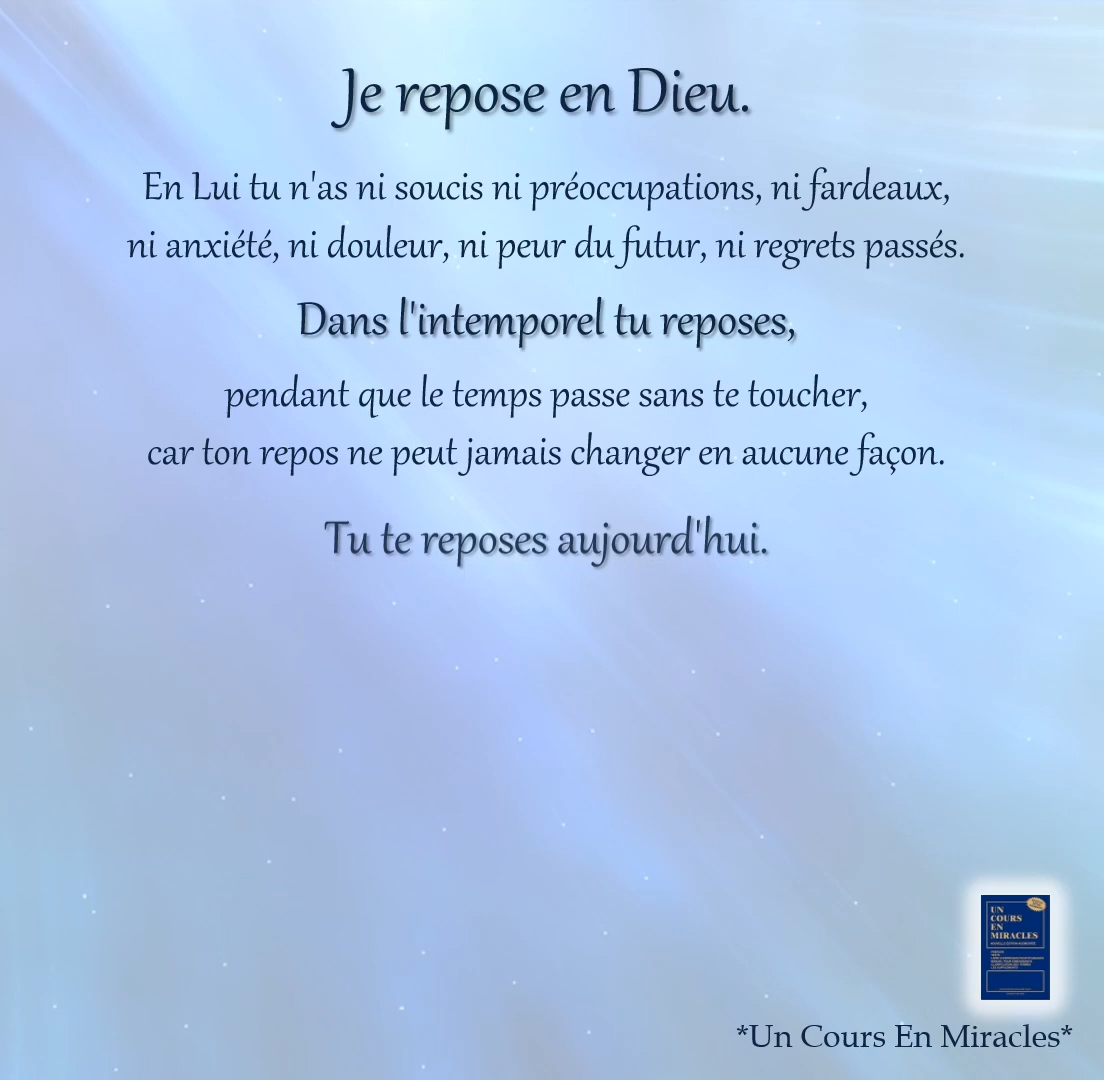 Je repose en Dieu.
En Lui tu n'as ni soucis ni préoccupations, ni fardeaux,
ni anxiété, ni douleur, ni peur du futur, ni regrets passés.
Dans l'intemporel tu reposes,
pendant que le temps passe sans te toucher,
car ton repos ne peut jamais changer en aucune façon.
Tu te reposes aujourd'hui.
UN
COURS
EN
MIRACLES
*Un Cours En Miracles*